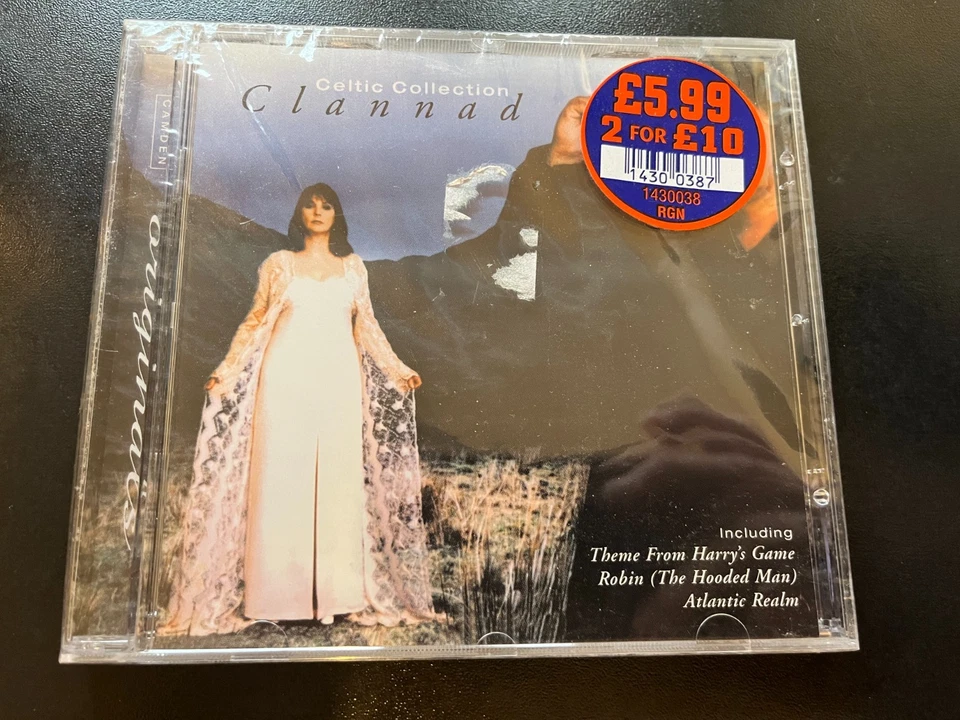 Celtic Collection
Clannad
£5.99
2 FOR £10
1430 0387
1430038
RGN
CAMDEN
originals
Including
Theme From Harry's Game
Robin (The Hooded Man)
Atlantic Realm